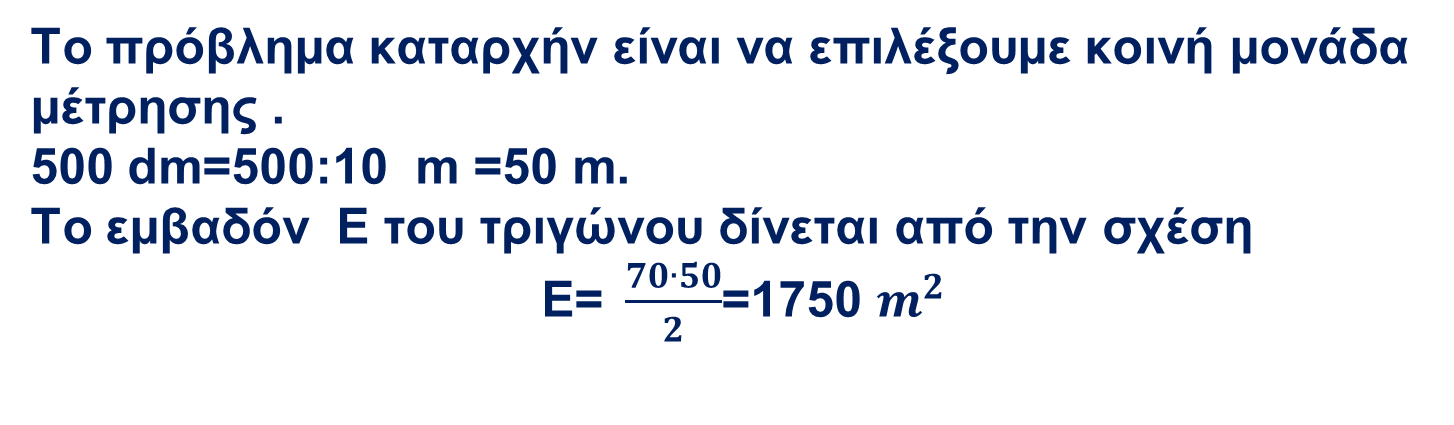 Το πρόβλημα καταρχήν είναι να επιλέξουμε κοινή μονάδα
μέτρησης .
500 dm=500:10 m =50 m.
Το εμβαδόν Ε του τριγώνου δίνεται από την σχέση
Ε= \frac{70·50}{2}=1750 m²